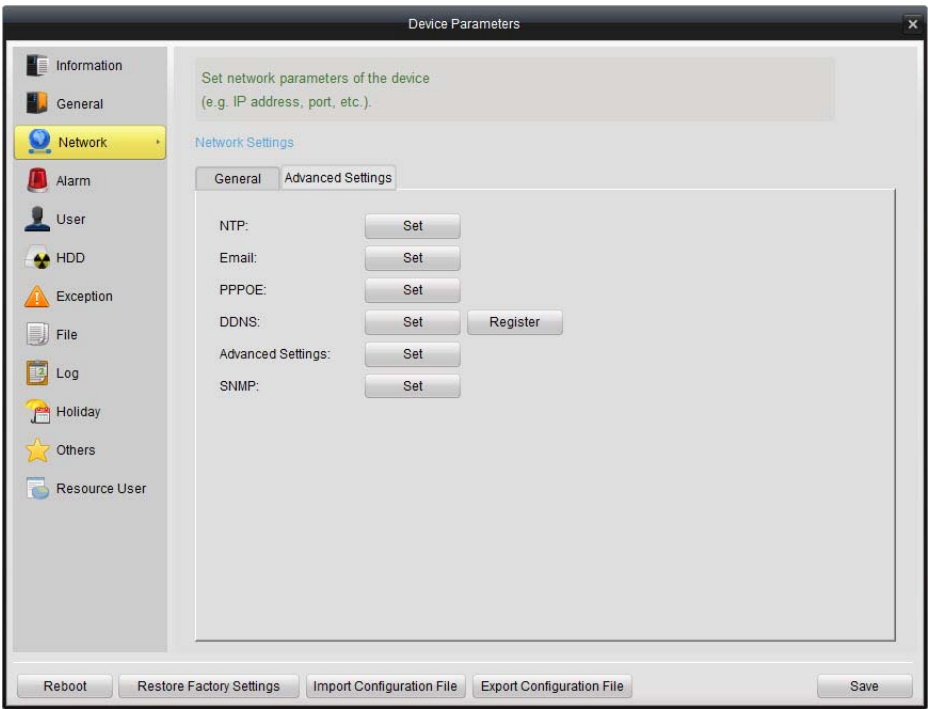 Device Parameters
Information
General
Network
Alarm
User
HDD
Exception
File
Log
Holiday
Others
Resource User
Set network parameters of the device
(e.g. IP address, port, etc.).
Network Settings
General Advanced Settings
NTP: Set
Email: Set
PPPOE: Set
DDNS: Set Register
Advanced Settings: Set
SNMP: Set
Reboot Restore Factory Settings Import Configuration File Export Configuration File Save